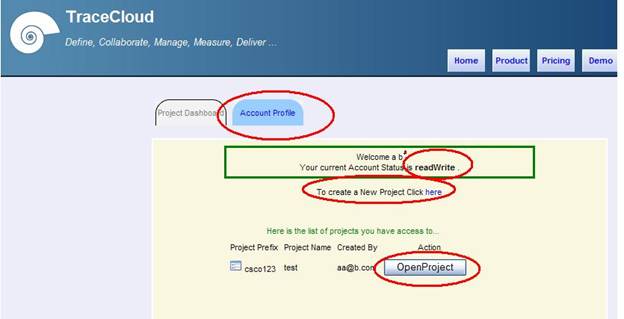 TraceCloud
Define, Collaborate, Manage, Measure, Deliver ...
Home Product Pricing Demo
Project Dashboard Account Profile
Welcome a b
Your current Account Status is readWrite .
To create a New Project Click here
Here is the list of projects you have access to...
Project Prefix Project Name Created By Action
csco123 test aa@b.com OpenProject